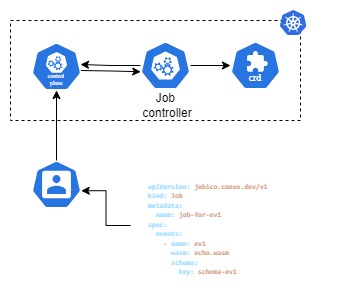 control
plane
crd
Job
controller
apiVersion: jobico.coeux.dev/v1
kind: Job
metadata:
name: job-for-ev1
spec:
events:
- name: ev1
wasm: echo.wasm
schema:
key: schema-ev1